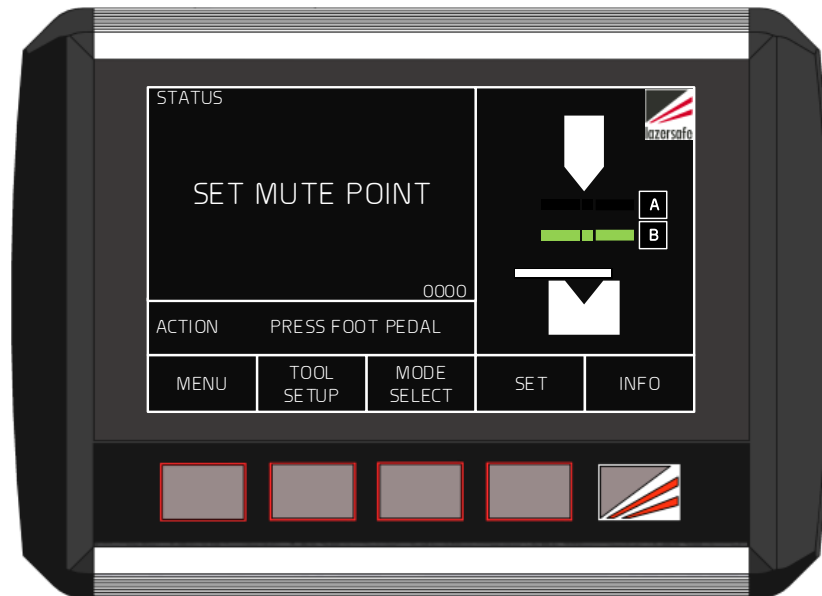 STATUS
lazersafe
SET MUTE POINT
A
B
0000
ACTION PRESS FOOT PEDAL
MENU
TOOL
SETUP
MODE
SELECT
SET
INFO